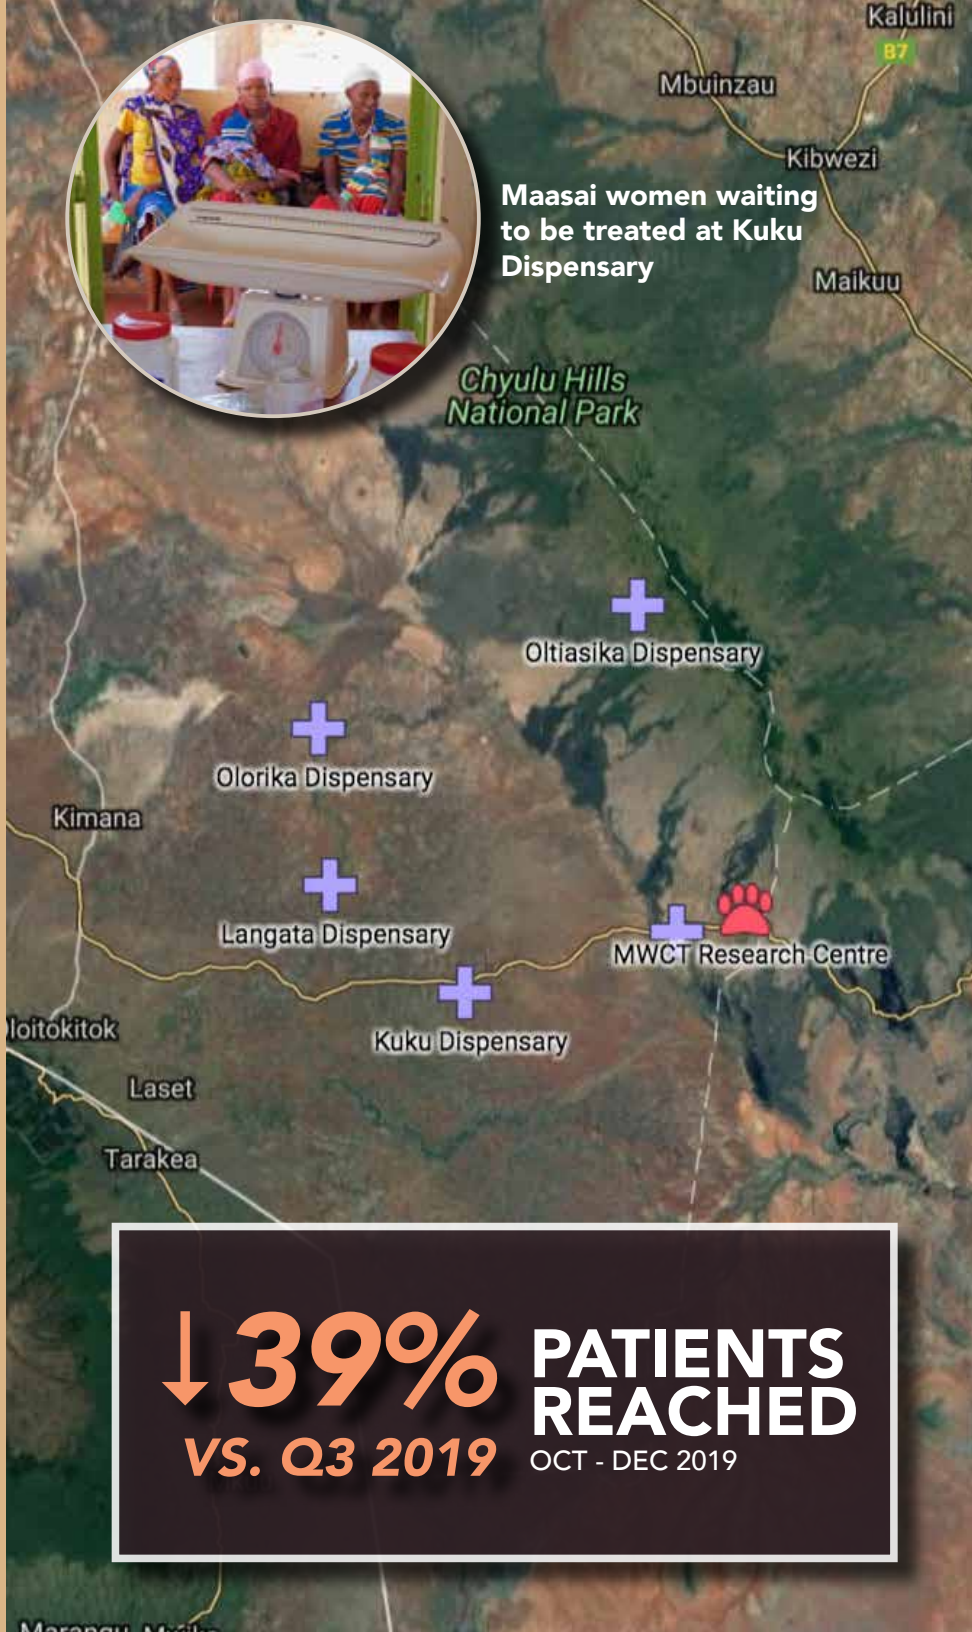 Kalulini
B7
Mbuinzau
Kibwezi
Maasai women waiting
to be treated at Kuku
Dispensary
Maikuu
Chyulu Hills
National Park
Oltiasika Dispensary
Olorika Dispensary
Kimana
Langata Dispensary
MWCT Research Centre
Kuku Dispensary
loitokitok
Laset
Tarakea
↓39%
VS. Q3 2019
PATIENTS
REACHED
OCT - DEC 2019